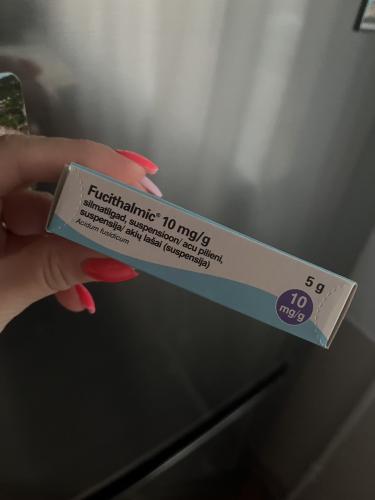 Fucithalmic® 10 mg/g
silmatilgad, suspensioon/ acu pilieni,
suspensija/ akių lašai (suspensija)
Acidum fusidicum
5 g
10
mg/g